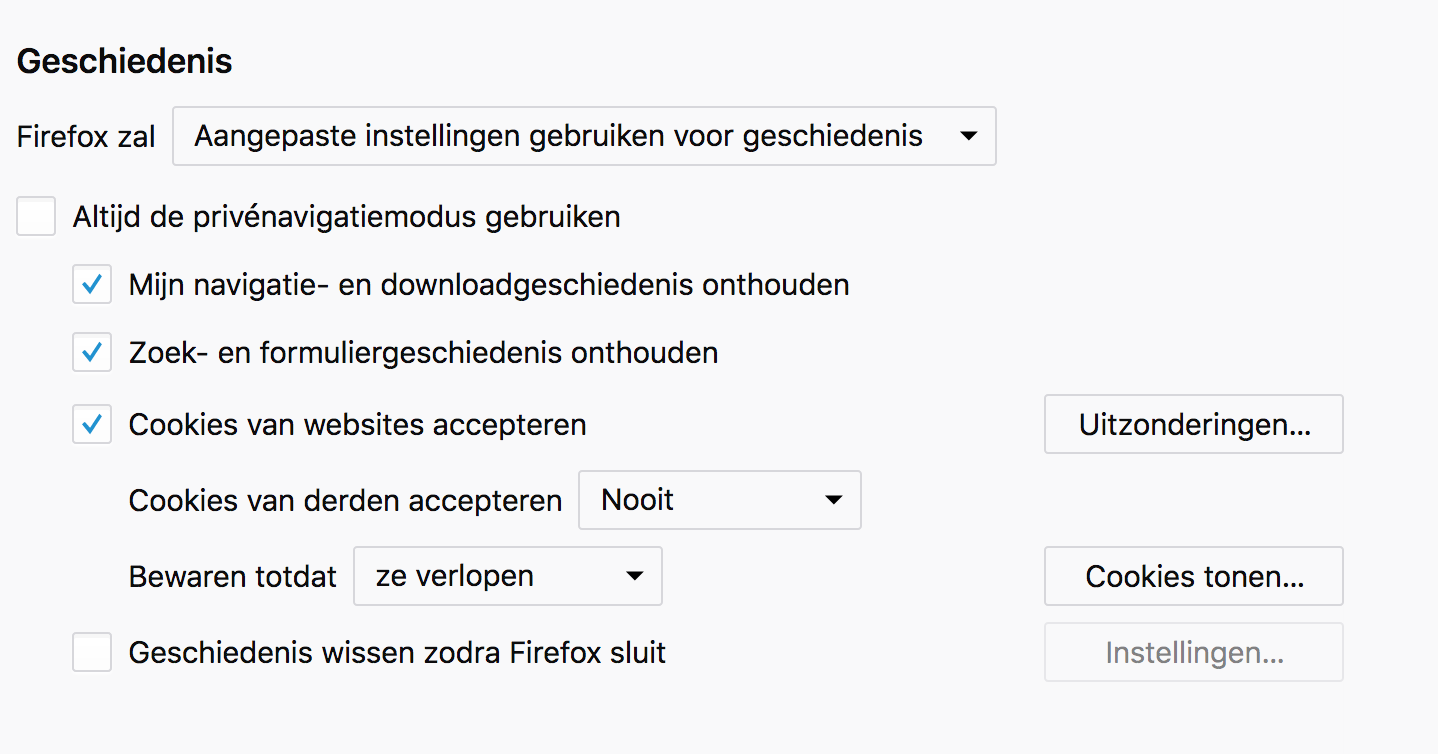 Geschiedenis
Firefox zal Aangepaste instellingen gebruiken voor geschiedenis
Altijd de privénavigatiemodus gebruiken
Mijn navigatie- en downloadgeschiedenis onthouden
Zoek- en formuliergeschiedenis onthouden
Cookies van websites accepteren Uitzonderingen...
Cookies van derden accepteren Nooit
Bewaren totdat ze verlopen Cookies tonen...
Geschiedenis wissen zodra Firefox sluit Instellingen...